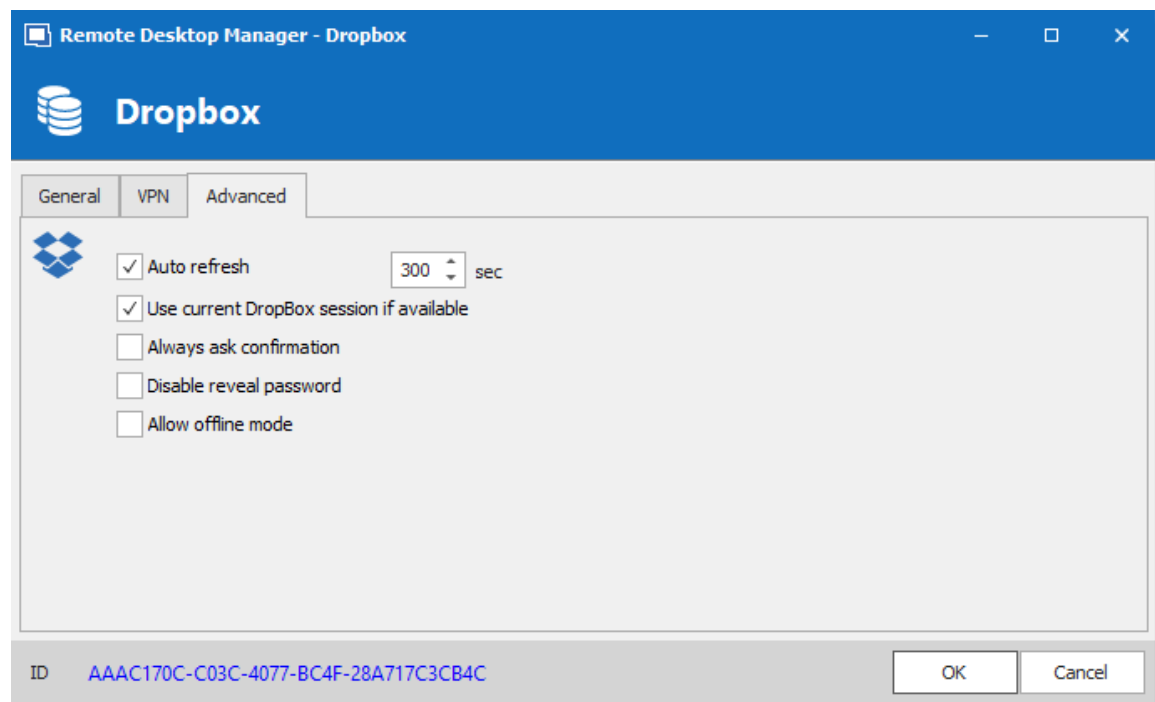 Remote Desktop Manager - Dropbox
Dropbox
General VPN Advanced
Auto refresh 300 sec
Use current DropBox session if available
Always ask confirmation
Disable reveal password
Allow offline mode
ID AAAC170C-C03C-4077-BC4F-28A717C3CB4C OK Cancel